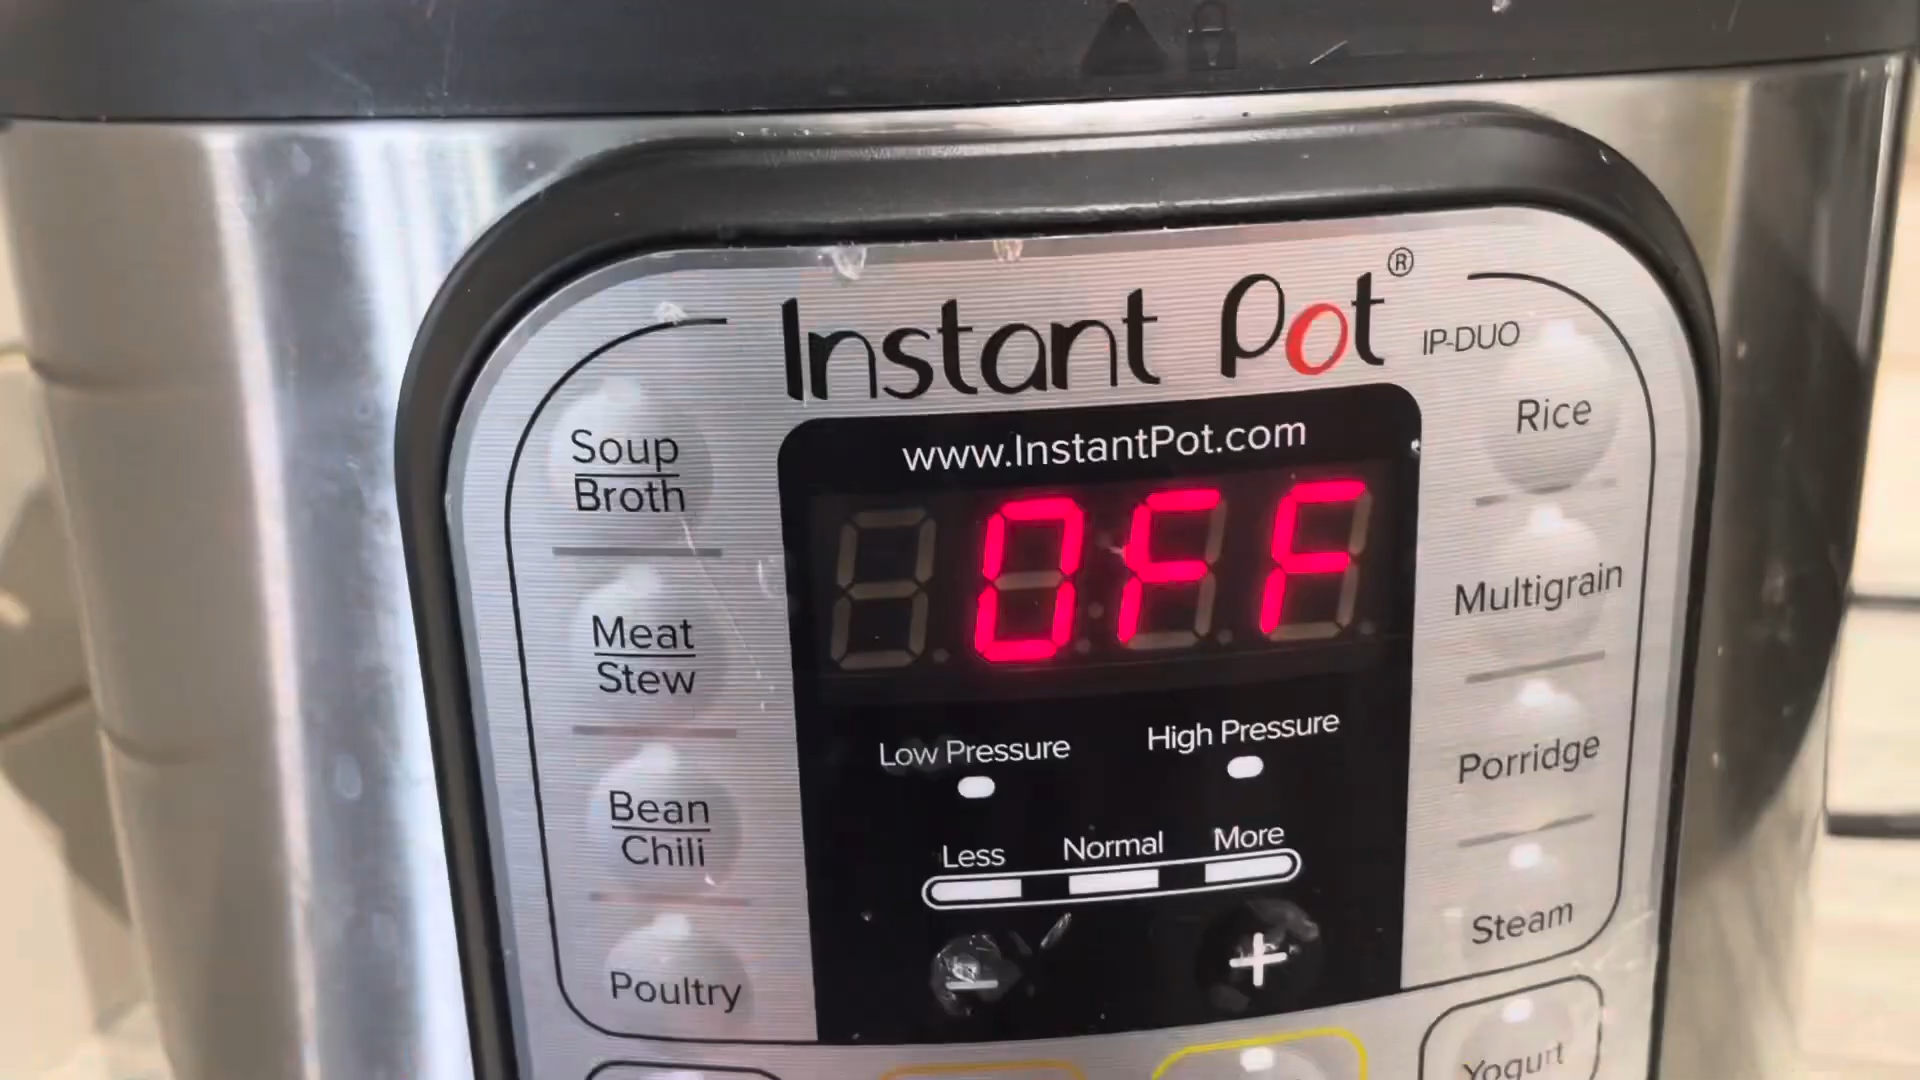 Instant Pot®
IP-DUO
www.InstantPot.com
OFF
Low Pressure
High Pressure
Less
Normal
More
−
+
Soup
Broth
Meat
Stew
Bean
Chili
Poultry
Rice
Multigrain
Porridge
Steam
Yogurt